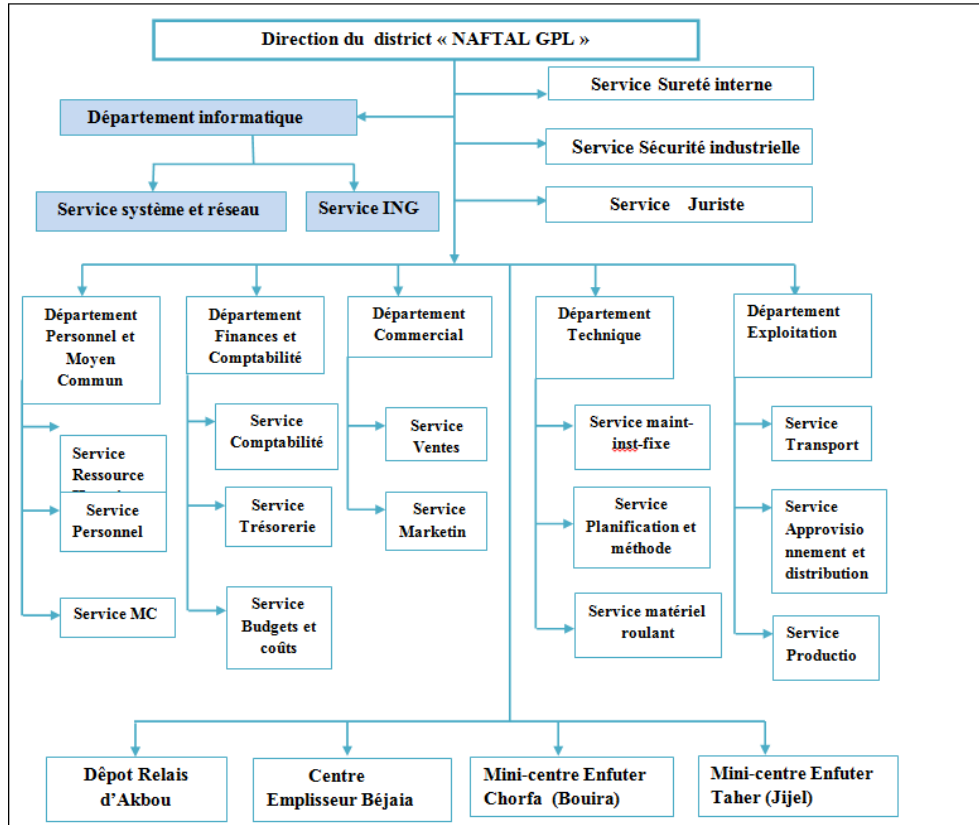 Direction du district « NAFTAL GPL »
Service Sureté interne
Département informatique
Service Sécurité industrielle
Service système et réseau
Service ING
Service Juriste
Département
Personnel et
Moyen
Commun
Département
Finances et
Comptabilité
Département
Commercial
Département
Technique
Département
Exploitation
Service
Ressource
Service
Personnel
Service MC
Service
Comptabilité
Service
Trésorerie
Service
Budgets et
coûts
Service
Ventes
Service
Marketin
Service maint-
inst-fixe
Service
Planification et
méthode
Service matériel
roulant
Service
Transport
Service
Approvisio
nnement et
distribution
Service
Productio
Dêpot Relais
d’Akbou
Centre
Emplisseur Béjaia
Mini-centre Enfuter
Chorfa (Bouira)
Mini-centre Enfuter
Taher (Jijel)